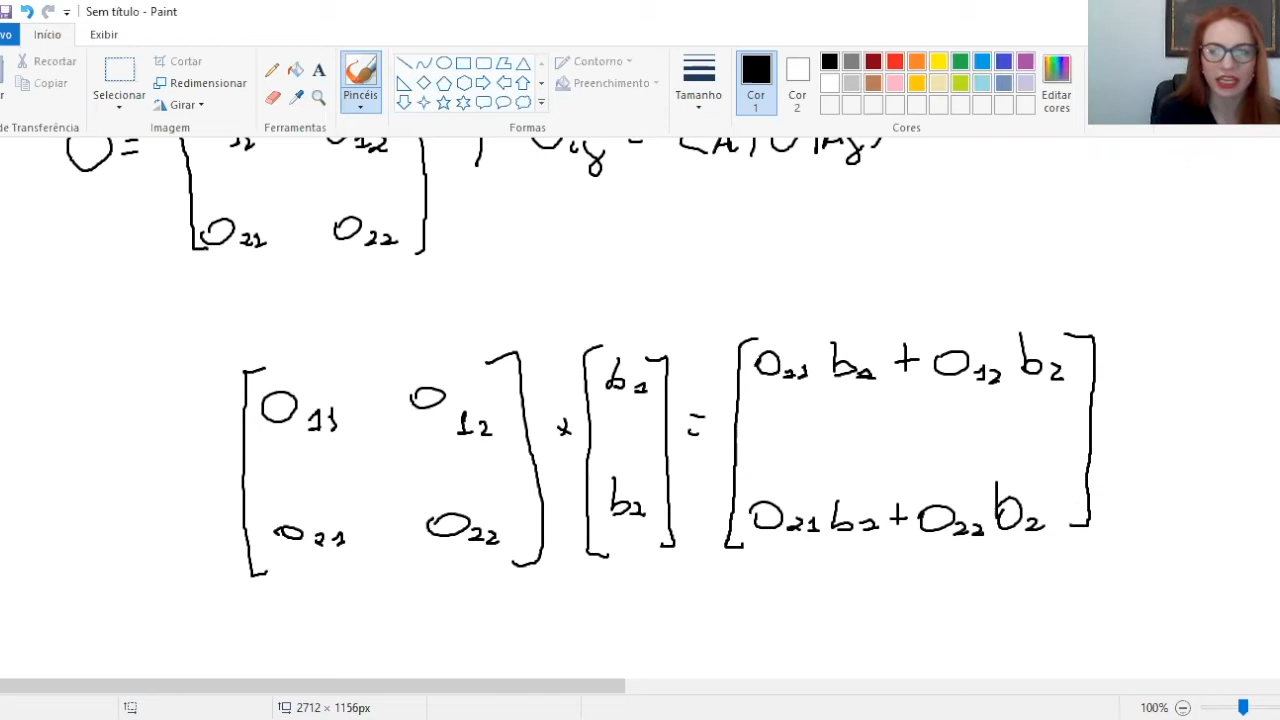 Sem título - Paint
vo Início Exibir
Recortar
Copiar
de Transferência
Selecionar
Cortar
Redimensionar
Girar
Imagem
A
Ferramentas
Pincéis
Contorno
Preenchimento
Formas
Tamanho
Cor 1
Cor 2
Editar cores
Cores
O =
O21 O22
O11 O12 * b1 = O11 b1 + O12 b2
O21 O22 b2 O21 b1 + O22 b2
2712 × 1156px
100%